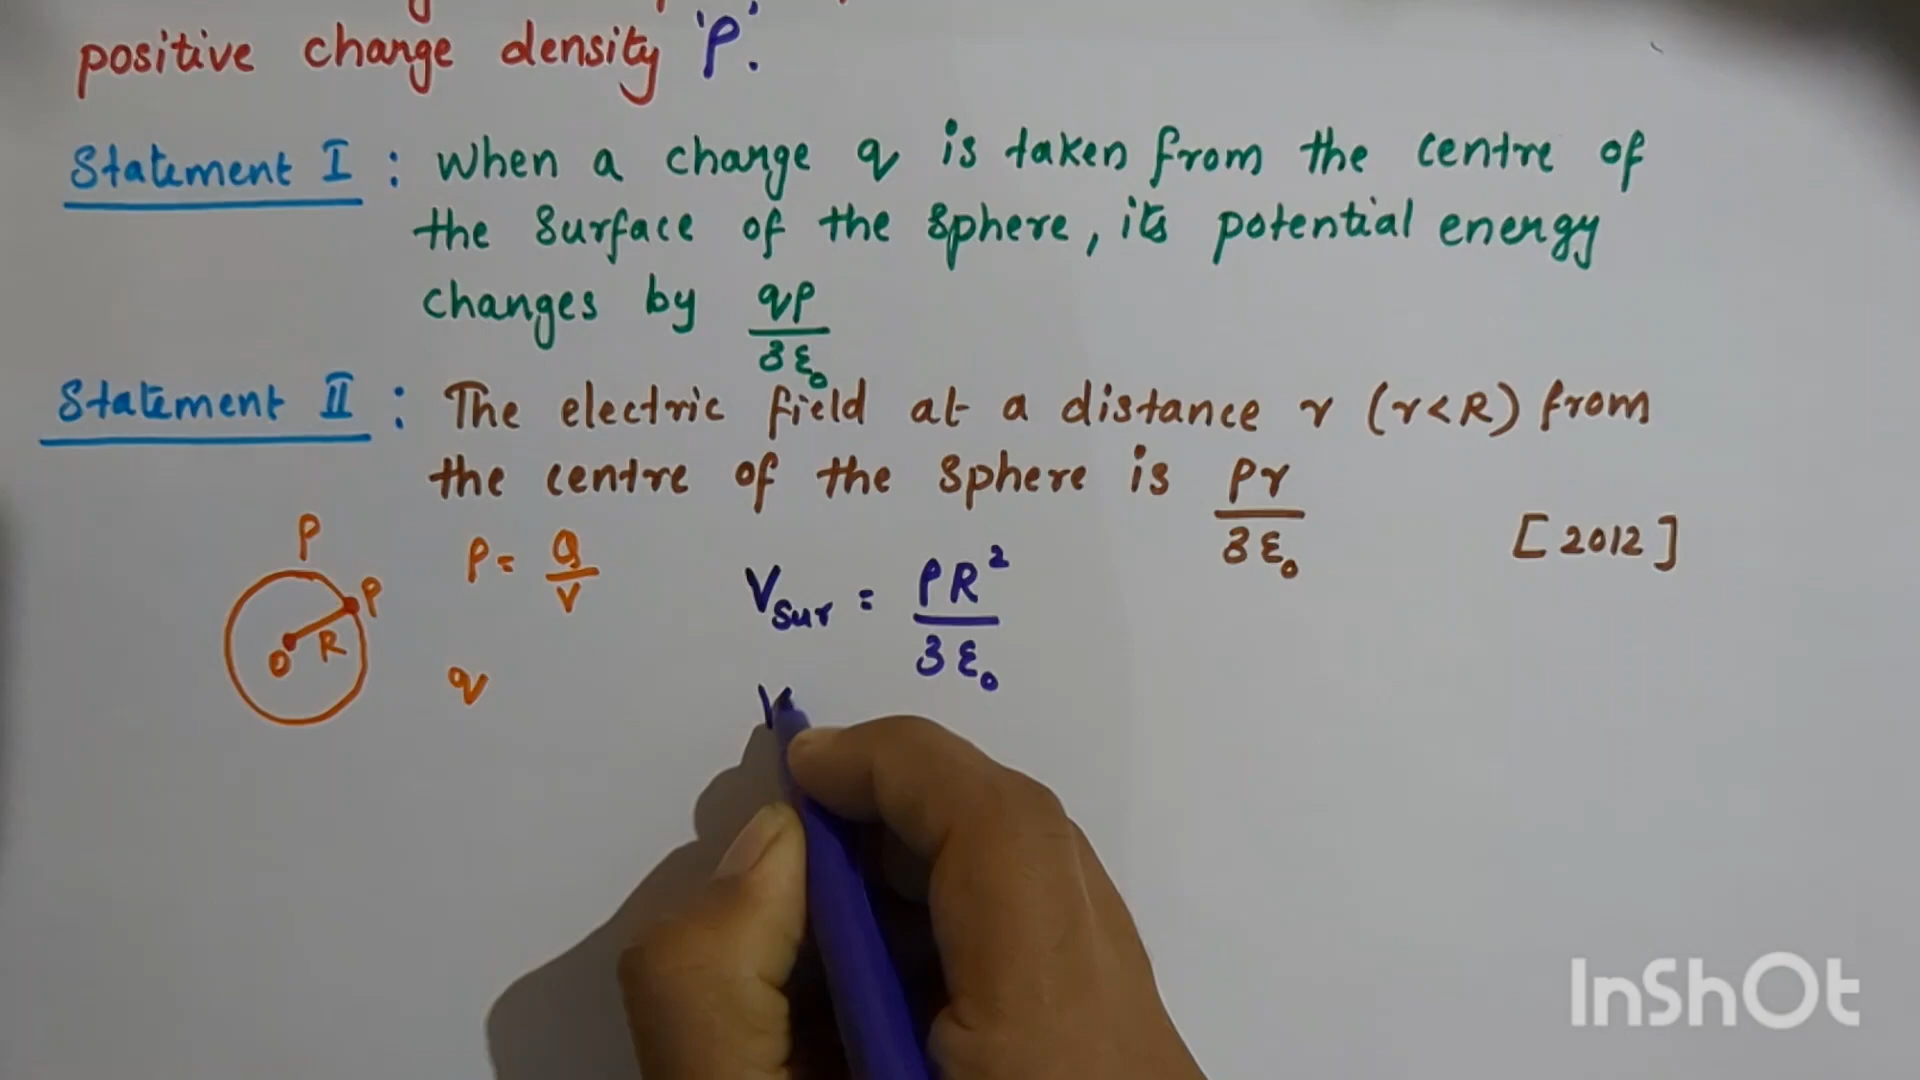 positive charge density 'ρ'.
Statement I : When a charge q is taken from the centre of
the surface of the sphere, its potential energy
changes by qρ/3ε₀
Statement II : The electric field at a distance r (r<R) from
the centre of the sphere is ρr/3ε₀
[2012]
ρ
P
O R
ρ = Q/V
q
V_sur = ρR²/3ε₀
V
InShOt